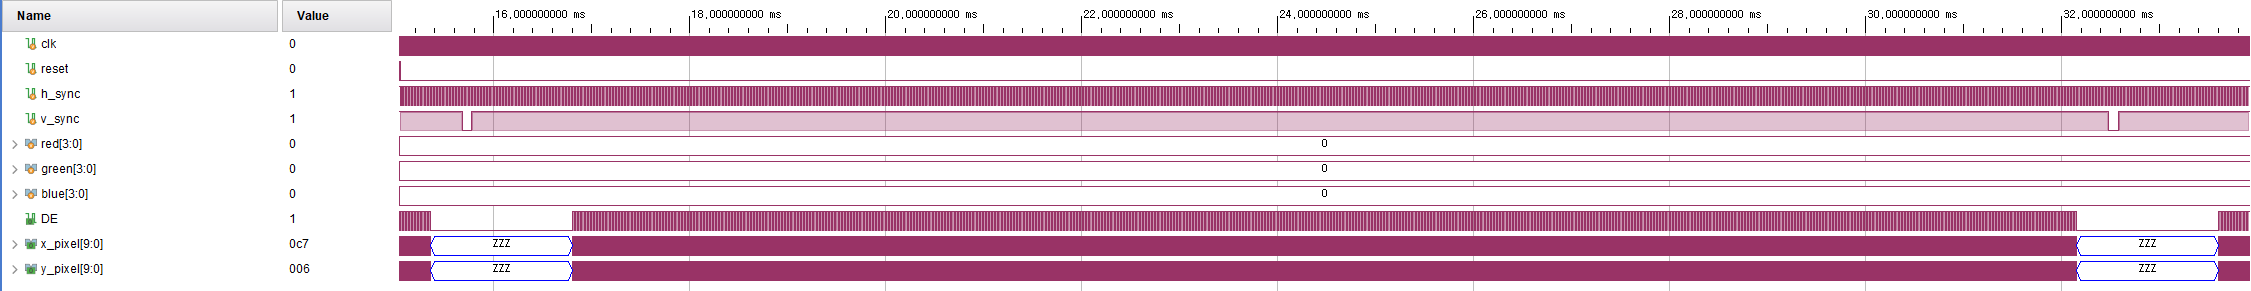 Name Value 16,000000000 ms 18,000000000 ms 20,000000000 ms 22,000000000 ms 24,000000000 ms 26,000000000 ms 28,000000000 ms 30,000000000 ms 32,000000000 ms
clk 0
reset 0
h_sync 1
v_sync 1
red[3:0] 0 0
green[3:0] 0 0
blue[3:0] 0 0
DE 1
x_pixel[9:0] 0c7 ZZZ ZZZ
y_pixel[9:0] 006 ZZZ ZZZ